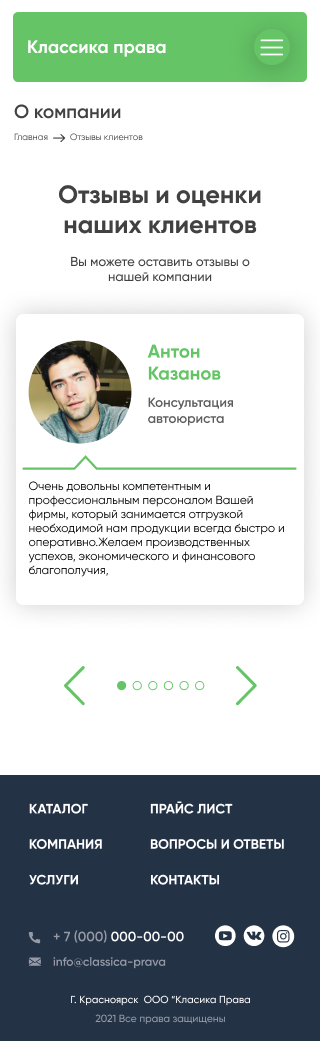 Классика права
О компании
Главная → Отзывы клиентов
Отзывы и оценки
наших клиентов
Вы можете оставить отзывы о
нашей компании
Антон
Казанов
Консультация
автоюриста
Очень довольны компетентным и
профессиональным персоналом Вашей
фирмы, который занимается отгрузкой
необходимой нам продукции всегда быстро и
оперативно.Желаем производственных
успехов, экономического и финансового
благополучия,
КАТАЛОГ ПРАЙС ЛИСТ
КОМПАНИЯ ВОПРОСЫ И ОТВЕТЫ
УСЛУГИ КОНТАКТЫ
+ 7 (000) 000-00-00
info@classica-prava
Г. Красноярск ООО "Класика Права
2021 Все права защищены